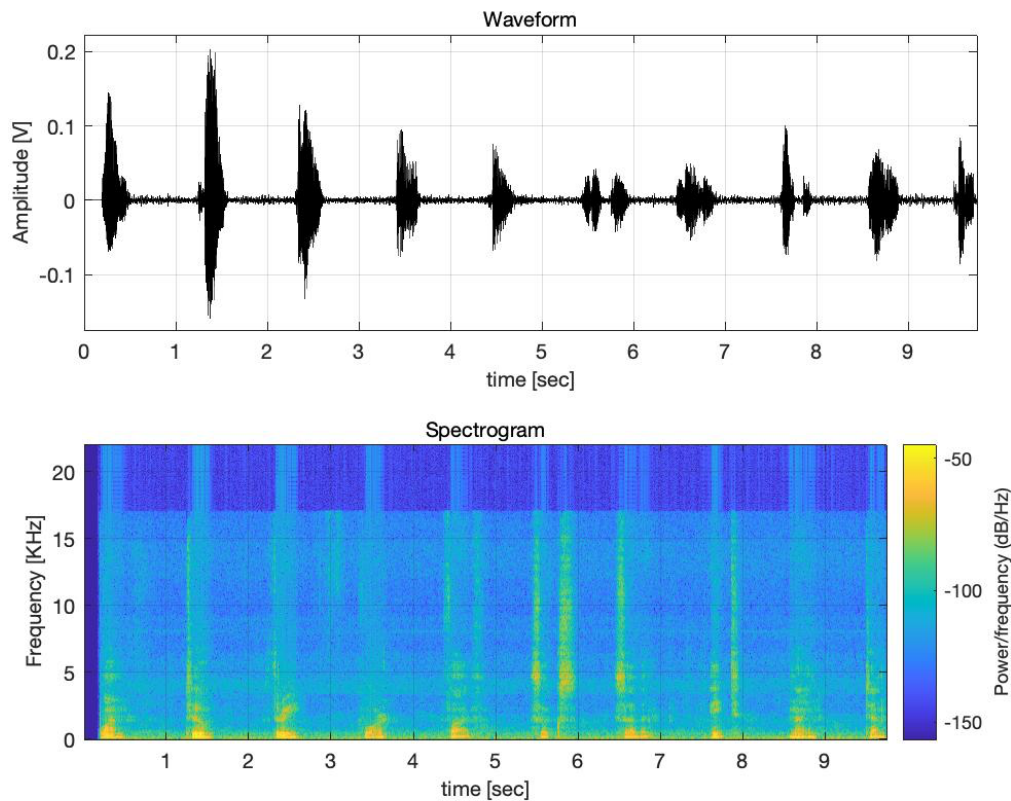 Waveform
0.2
0.1
0
-0.1
Amplitude [V]
0 1 2 3 4 5 6 7 8 9
time [sec]
Spectrogram
20
15
10
5
0
Frequency [KHz]
1 2 3 4 5 6 7 8 9
time [sec]
-50
-100
-150
Power/frequency (dB/Hz)